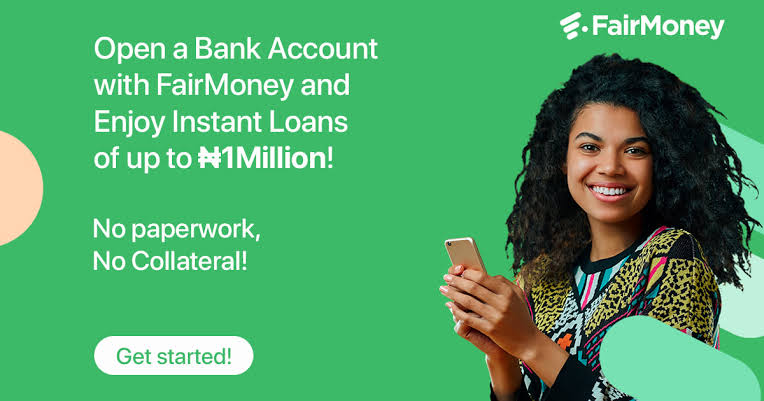 FairMoney
Open a Bank Account
with FairMoney and
Enjoy Instant Loans
of up to ₦1Million!
No paperwork,
No Collateral!
Get started!